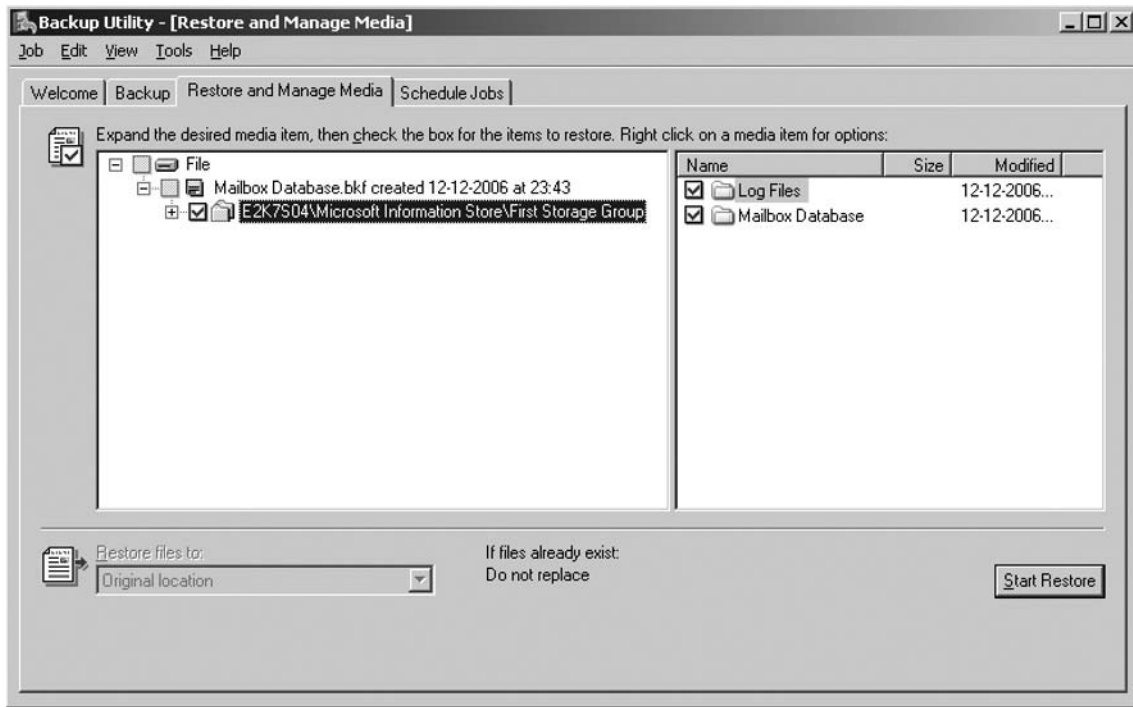 Backup Utility - [Restore and Manage Media]
Job Edit View Tools Help
Welcome Backup Restore and Manage Media Schedule Jobs
Expand the desired media item, then check the box for the items to restore. Right click on a media item for options:
File
Mailbox Database.bkf created 12-12-2006 at 23:43
E2K7S04\Microsoft Information Store\First Storage Group
Name Size Modified
Log Files 12-12-2006...
Mailbox Database 12-12-2006...
Restore files to:
Original location
If files already exist:
Do not replace
Start Restore